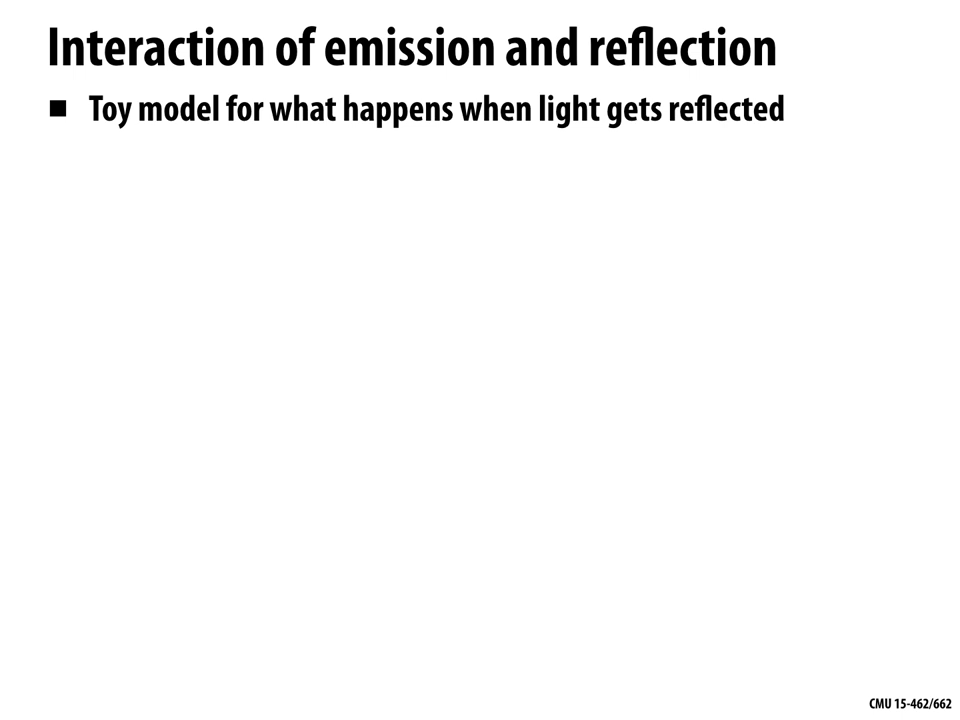 Interaction of emission and reflection
■ Toy model for what happens when light gets reflected
CMU 15-462/662